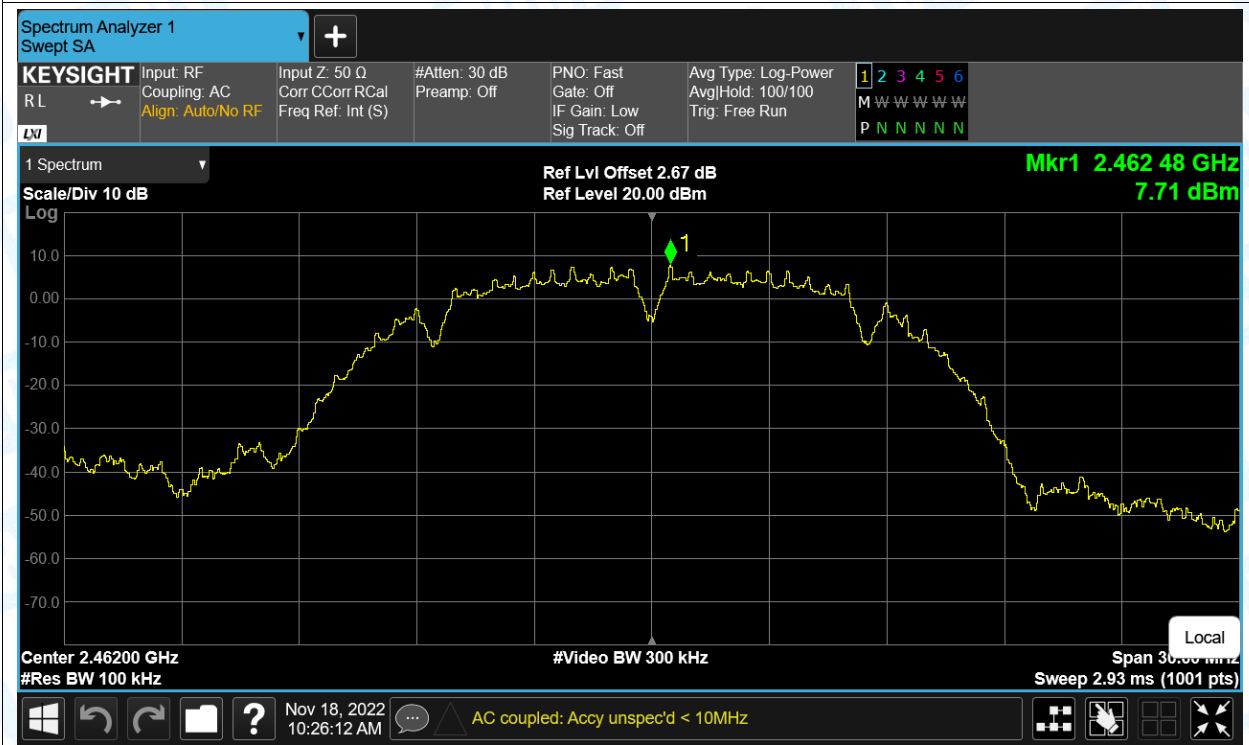 Spectrum Analyzer 1
Swept SA
KEYSIGHT
R L
LXI
Input: RF
Coupling: AC
Align: Auto/No RF
Input Z: 50 Ω
Corr CCorr RCal
Freq Ref: Int (S)
#Atten: 30 dB
Preamp: Off
PNO: Fast
Gate: Off
IF Gain: Low
Sig Track: Off
Avg Type: Log-Power
Avg|Hold: 100/100
Trig: Free Run
1 2 3 4 5 6
M W W W W W
P N N N N N
1 Spectrum
Scale/Div 10 dB
Log
Ref Lvl Offset 2.67 dB
Ref Level 20.00 dBm
Mkr1 2.462 48 GHz
7.71 dBm
1
10.0
0.00
-10.0
-20.0
-30.0
-40.0
-50.0
-60.0
-70.0
Local
Center 2.46200 GHz
#Res BW 100 kHz
#Video BW 300 kHz
Span 30.00 MHz
Sweep 2.93 ms (1001 pts)
?
Nov 18, 2022
10:26:12 AM
AC coupled: Accy unspec'd < 10MHz